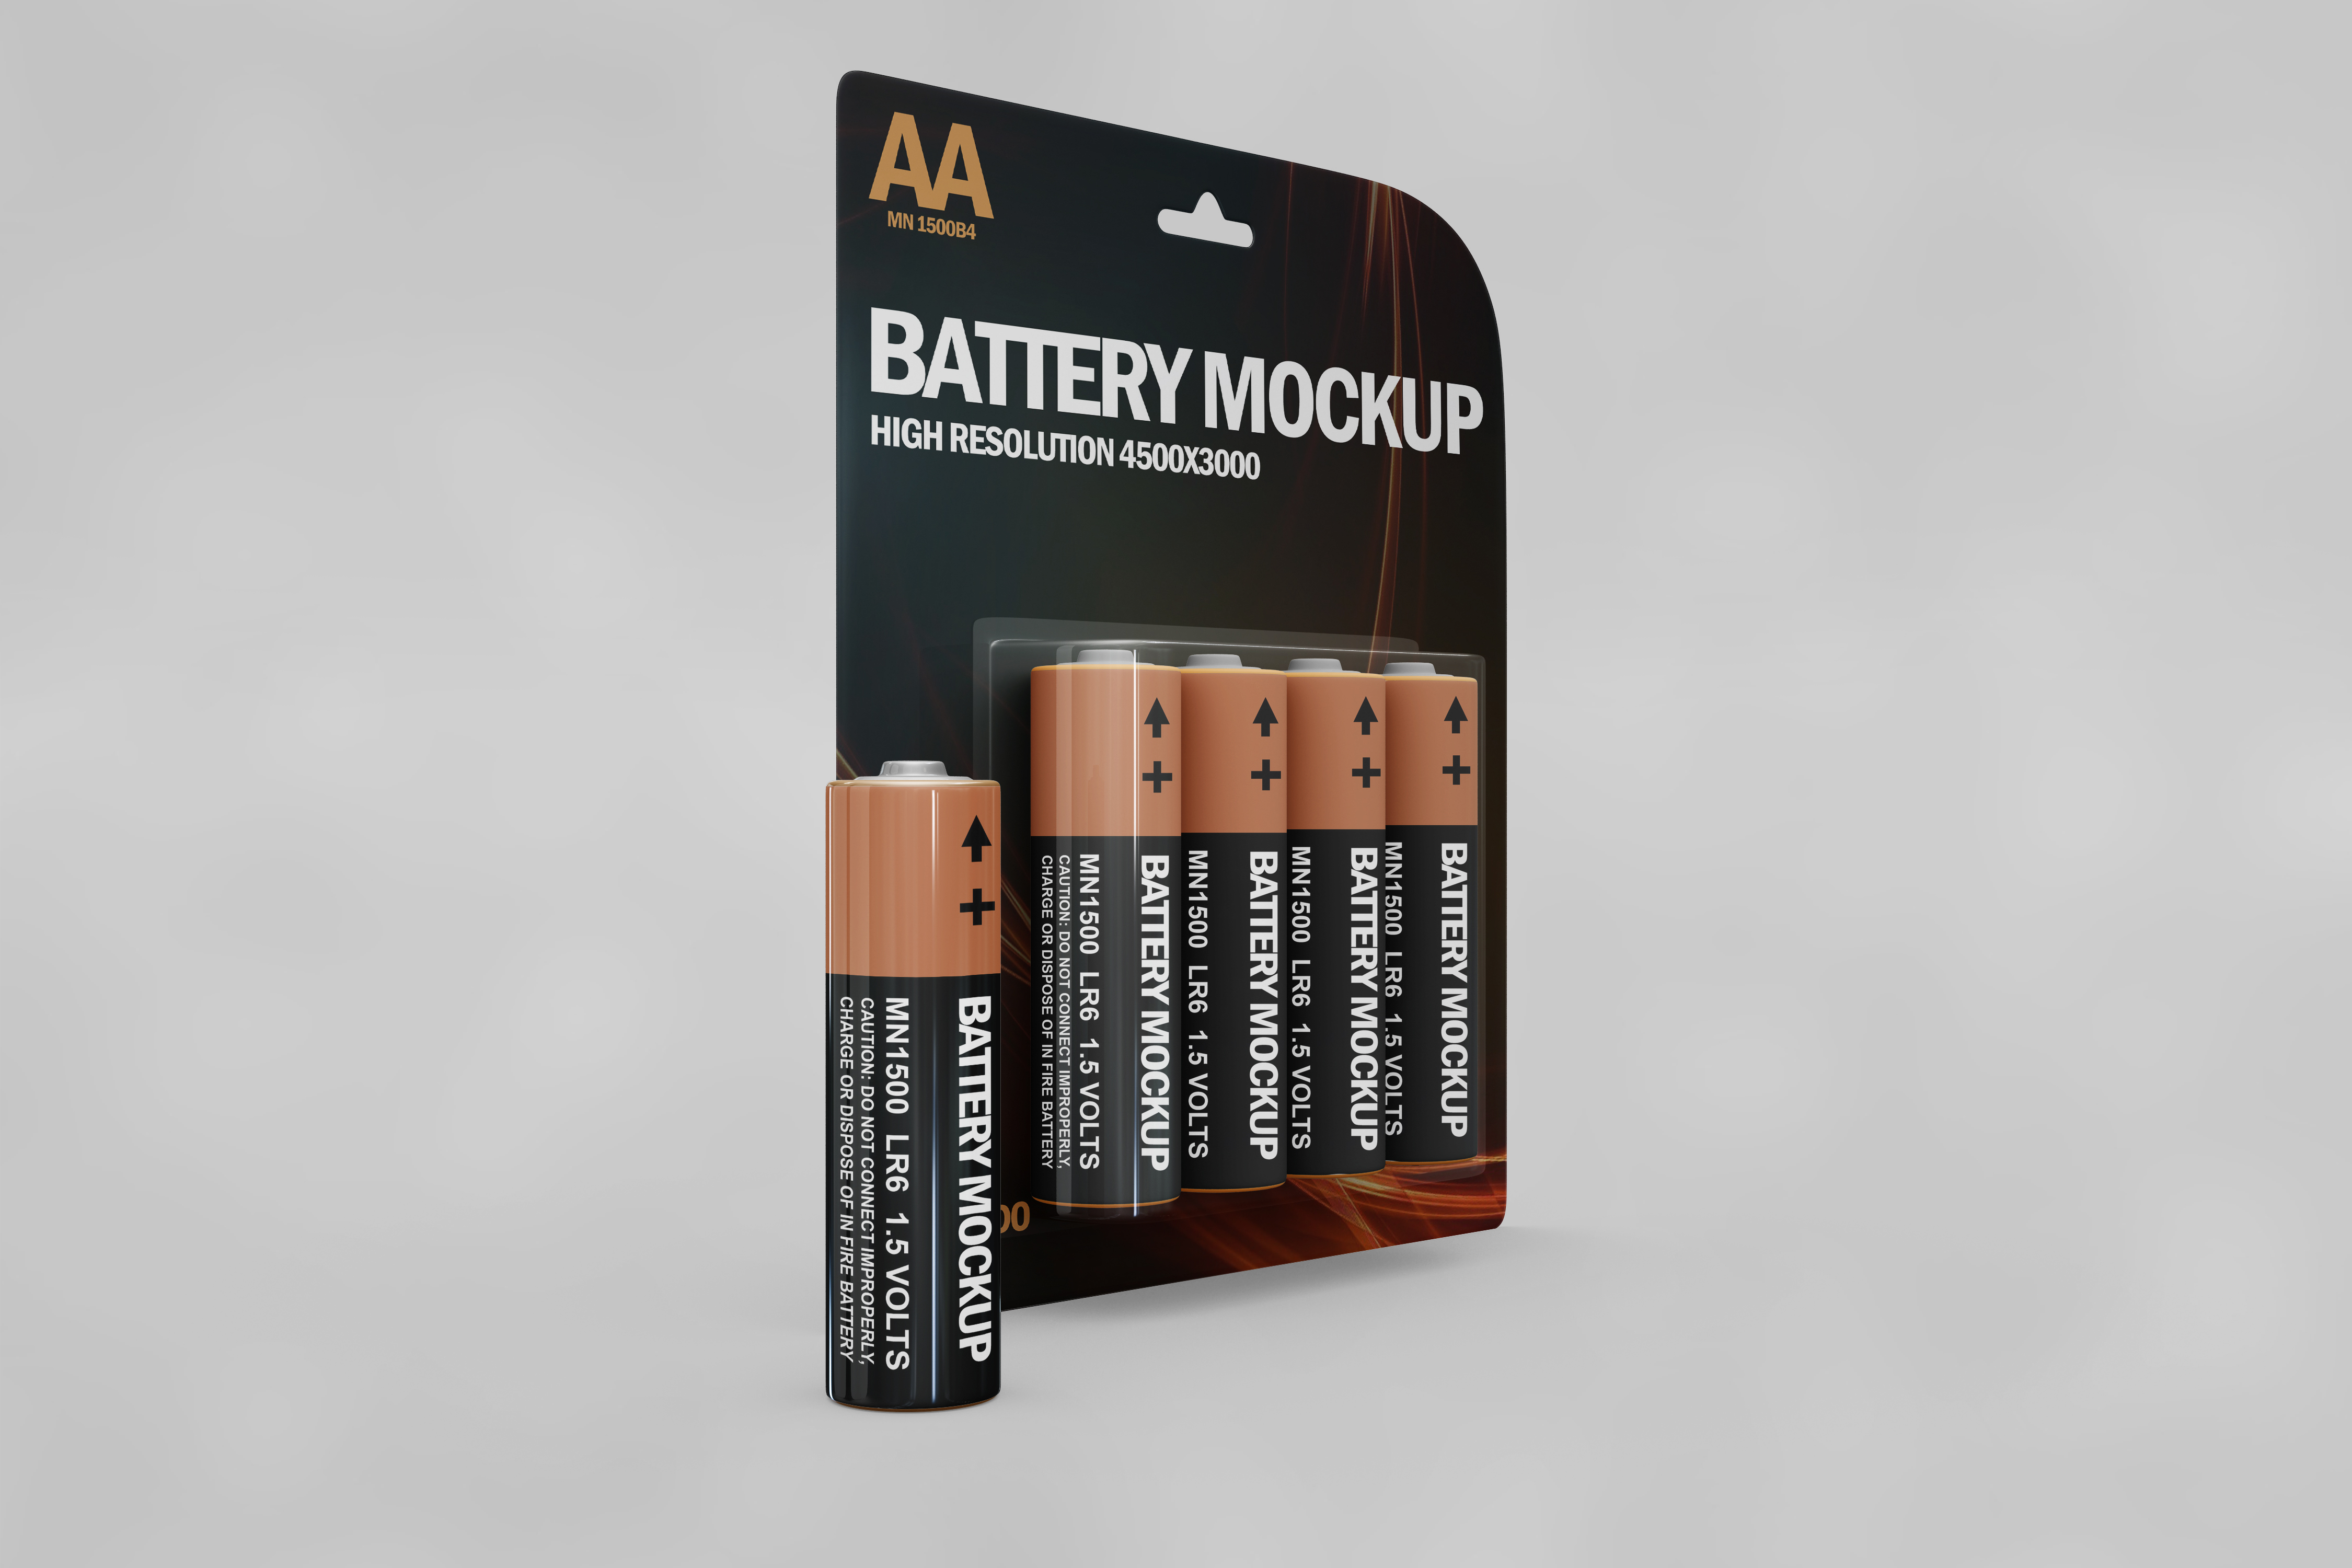 AA
MN 1500B4
BATTERY MOCKUP
HIGH RESOLUTION 4500X3000
BATTERY MOCKUP
MN1500 LR6 1.5 VOLTS
CAUTION: DO NOT CONNECT IMPROPERLY,
CHARGE OR DISPOSE OF IN FIRE BATTERY
BATTERY MOCKUP
MN1500 LR6 1.5 VOLTS
BATTERY MOCKUP
MN1500 LR6 1.5 VOLTS
BATTERY MOCKUP
MN1500 LR6 1.5 VOLTS
BATTERY MOCKUP
MN1500 LR6 1.5 VOLTS
CAUTION: DO NOT CONNECT IMPROPERLY,
CHARGE OR DISPOSE OF IN FIRE BATTERY